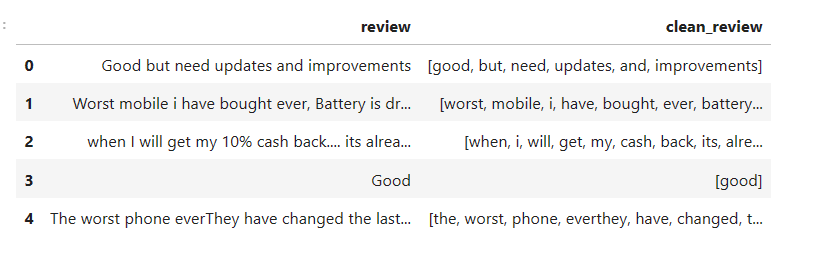 review clean_review
0 Good but need updates and improvements [good, but, need, updates, and, improvements]
1 Worst mobile i have bought ever, Battery is dr... [worst, mobile, i, have, bought, ever, battery...
2 when I will get my 10% cash back.... its alrea... [when, i, will, get, my, cash, back, its, alre...
3 Good [good]
4 The worst phone everThey have changed the last... [the, worst, phone, everthey, have, changed, t...